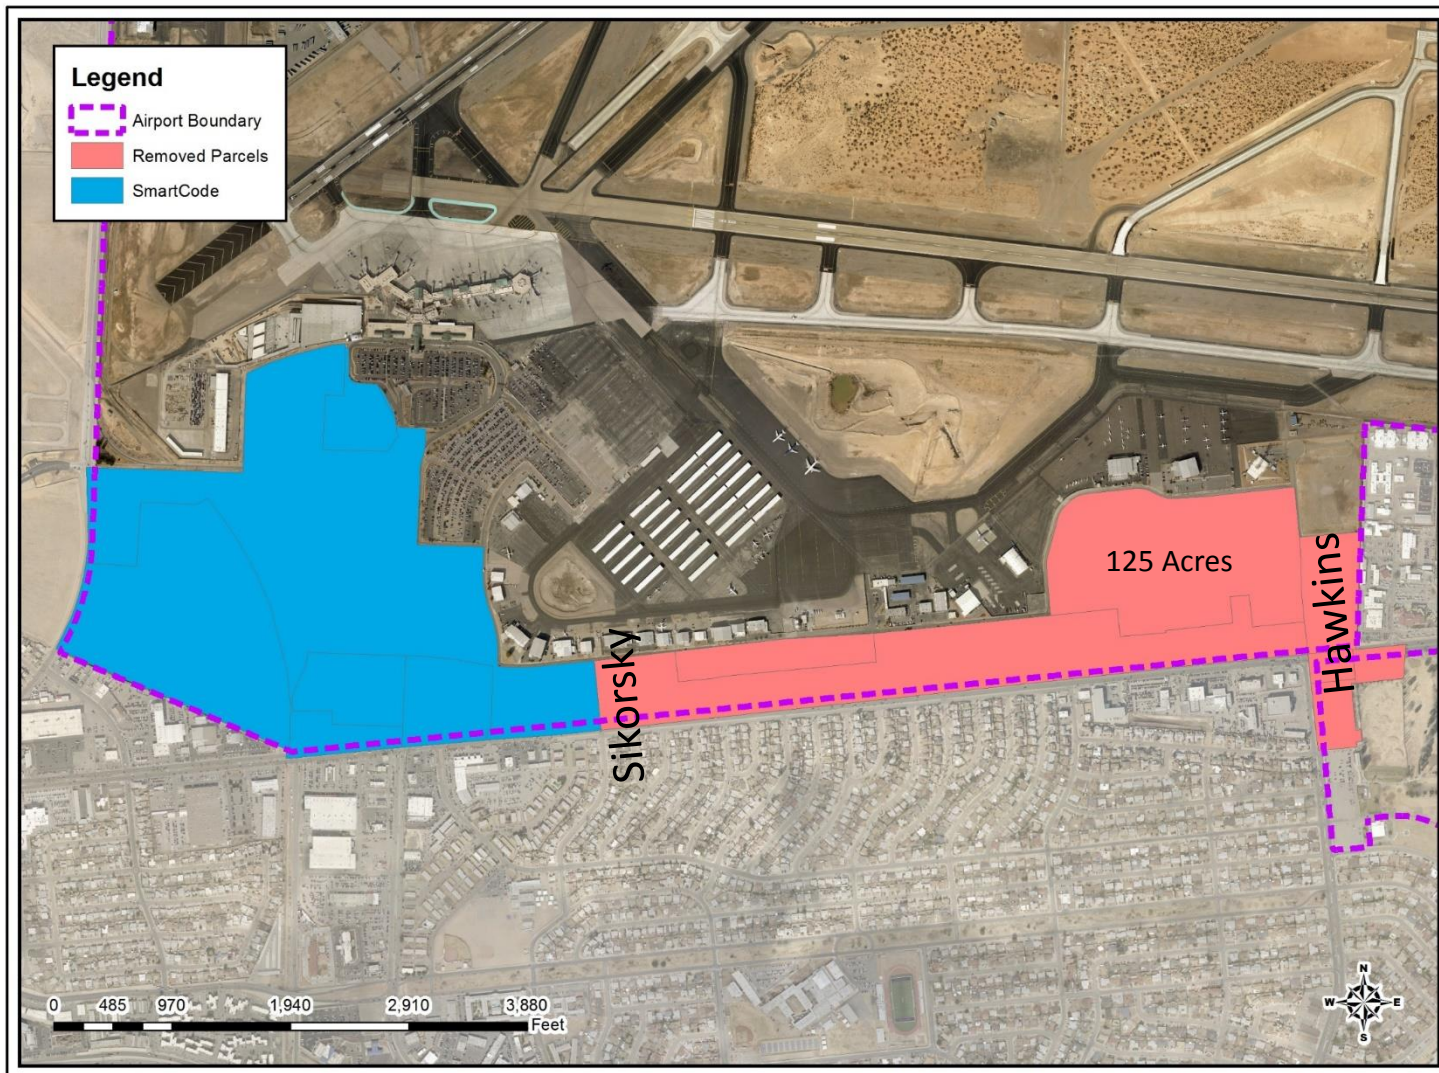 Legend
Airport Boundary
Removed Parcels
SmartCode
125 Acres
Sikorsky
Hawkins
0 485 970 1,940 2,910 3,880
Feet
N
W E
S